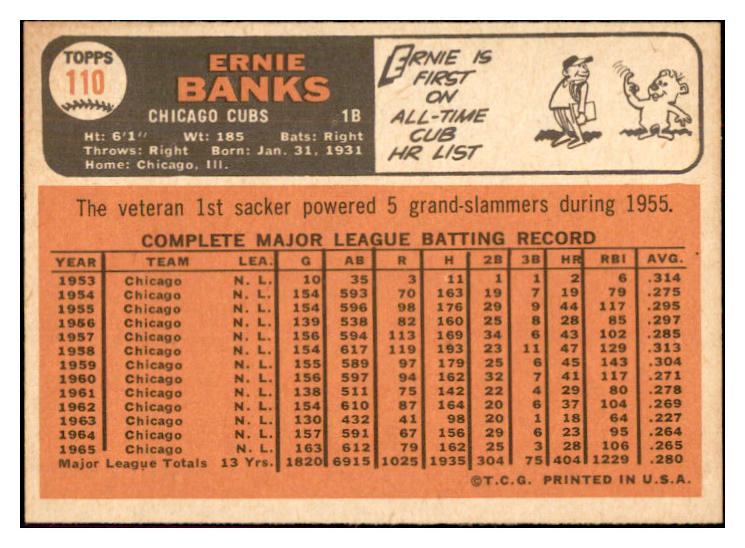 TOPPS
110
ERNIE
BANKS
CHICAGO CUBS 1B
Ht: 6'1" Wt: 185 Bats: Right
Throws: Right Born: Jan. 31, 1931
Home: Chicago, Ill.
ERNIE IS
FIRST
ON
ALL-TIME
CUB
HR LIST
The veteran 1st sacker powered 5 grand-slammers during 1955.
COMPLETE MAJOR LEAGUE BATTING RECORD
YEAR TEAM LEA. G AB R H 2B 3B HR RBI AVG.
1953 Chicago N. L. 10 35 3 11 1 1 2 6 .314
1954 Chicago N. L. 154 593 70 163 19 7 19 79 .275
1955 Chicago N. L. 154 596 98 176 29 9 44 117 .295
1956 Chicago N. L. 139 538 82 160 25 8 28 85 .297
1957 Chicago N. L. 156 594 113 169 34 6 43 102 .285
1958 Chicago N. L. 154 617 119 193 23 11 47 129 .313
1959 Chicago N. L. 155 589 97 179 25 6 45 143 .304
1960 Chicago N. L. 156 597 94 162 32 7 41 117 .271
1961 Chicago N. L. 138 511 75 142 22 4 29 80 .278
1962 Chicago N. L. 154 610 87 164 20 6 37 104 .269
1963 Chicago N. L. 130 432 41 98 20 1 18 64 .227
1964 Chicago N. L. 157 591 67 156 29 6 23 95 .264
1965 Chicago N. L. 163 612 79 162 25 3 28 106 .265
Major League Totals 13 Yrs. 1820 6915 1025 1935 304 75 404 1229 .280
©T.C.G. PRINTED IN U.S.A.